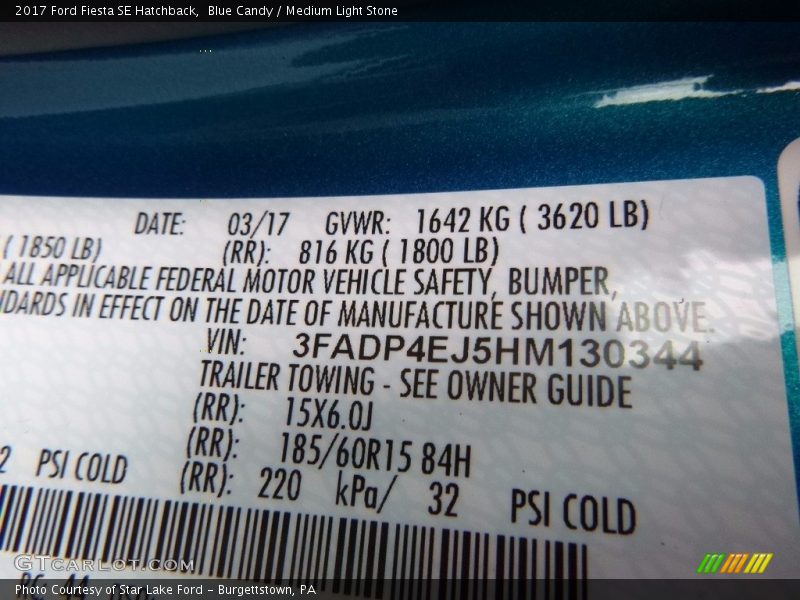 2017 Ford Fiesta SE Hatchback,  Blue Candy / Medium Light Stone
DATE: 03/17 GVWR: 1642 KG ( 3620 LB)
( 1850 LB) (RR): 816 KG ( 1800 LB)
ALL APPLICABLE FEDERAL MOTOR VEHICLE SAFETY, BUMPER,
NDARDS IN EFFECT ON THE DATE OF MANUFACTURE SHOWN ABOVE.
VIN: 3FADP4EJ5HM130344
TRAILER TOWING - SEE OWNER GUIDE
(RR): 15X6.0J
(RR): 185/60R15 84H
2 PSI COLD (RR): 220 kPa/ 32 PSI COLD
GTCARLOT.COM
Photo Courtesy of Star Lake Ford - Burgettstown, PA